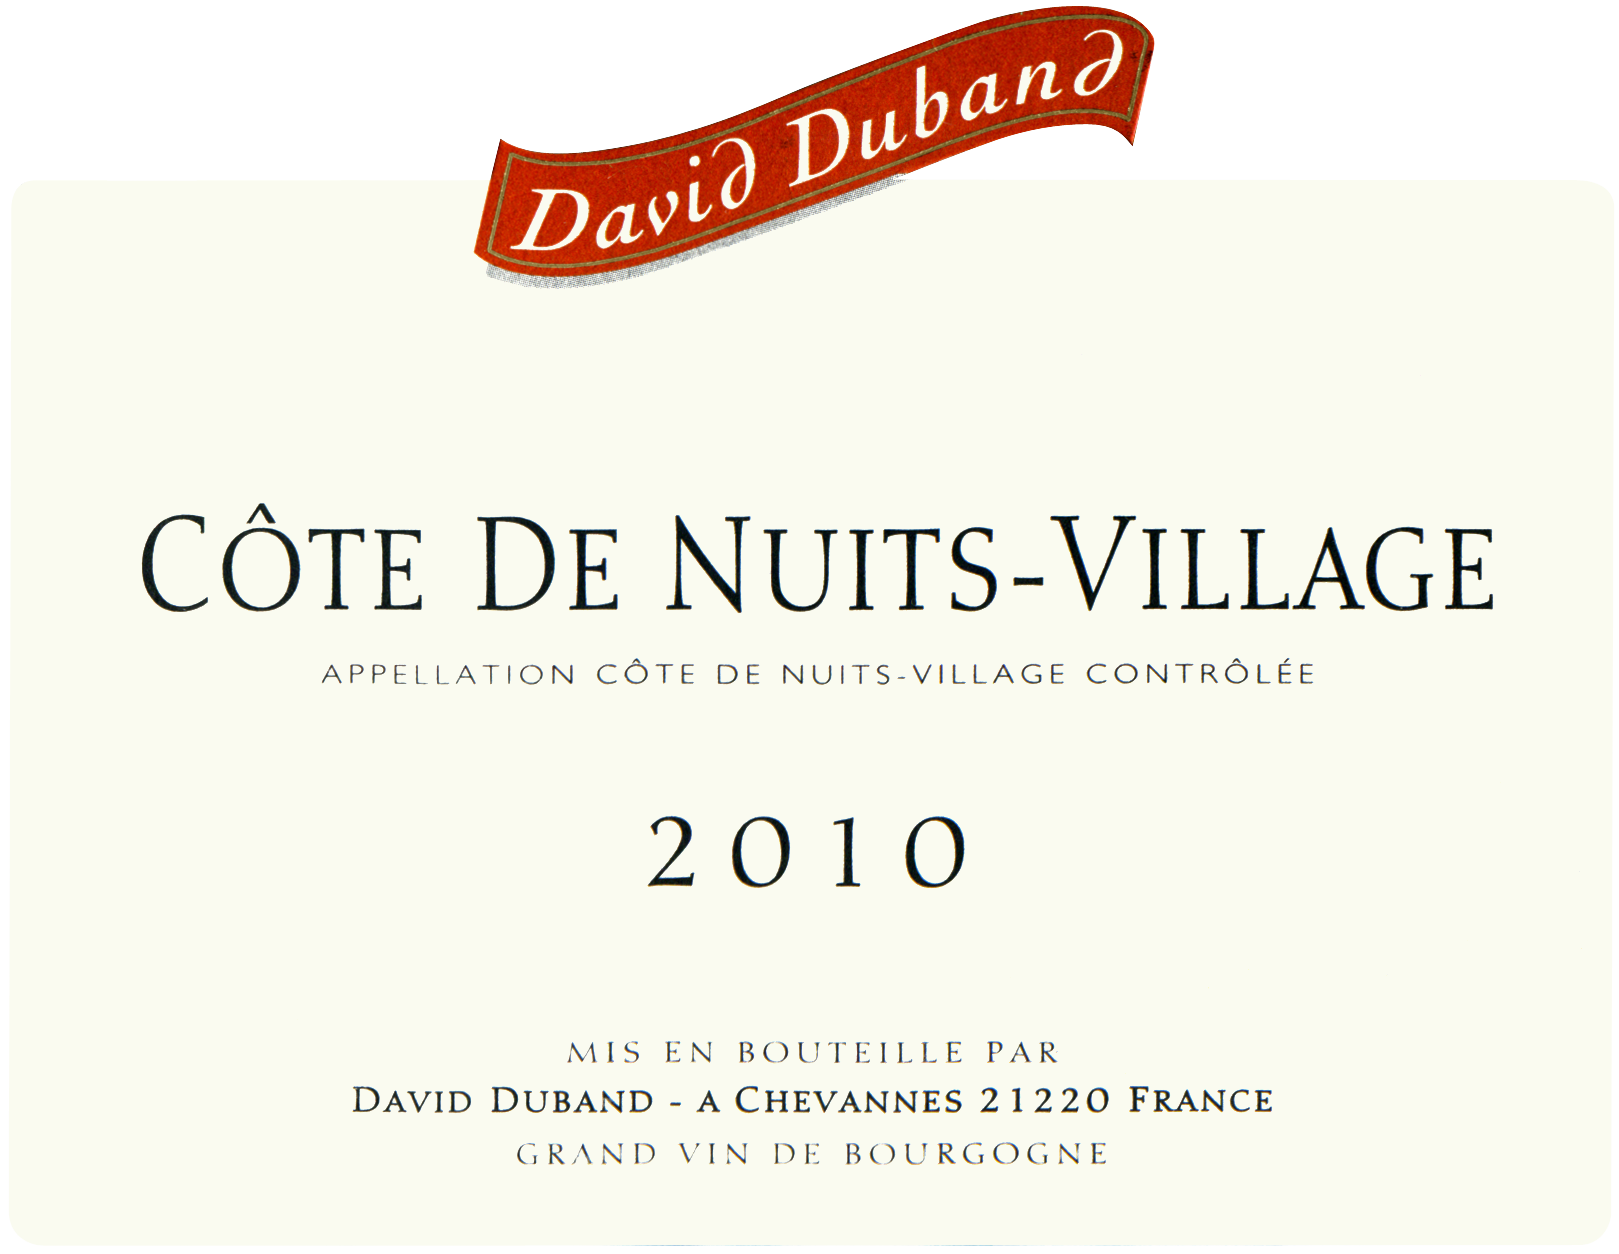 David Duband
CÔTE DE NUITS-VILLAGE
APPELLATION CÔTE DE NUITS-VILLAGE CONTRÔLÉE
2010
MIS EN BOUTEILLE PAR
DAVID DUBAND - A CHEVANNES 21220 FRANCE
GRAND VIN DE BOURGOGNE